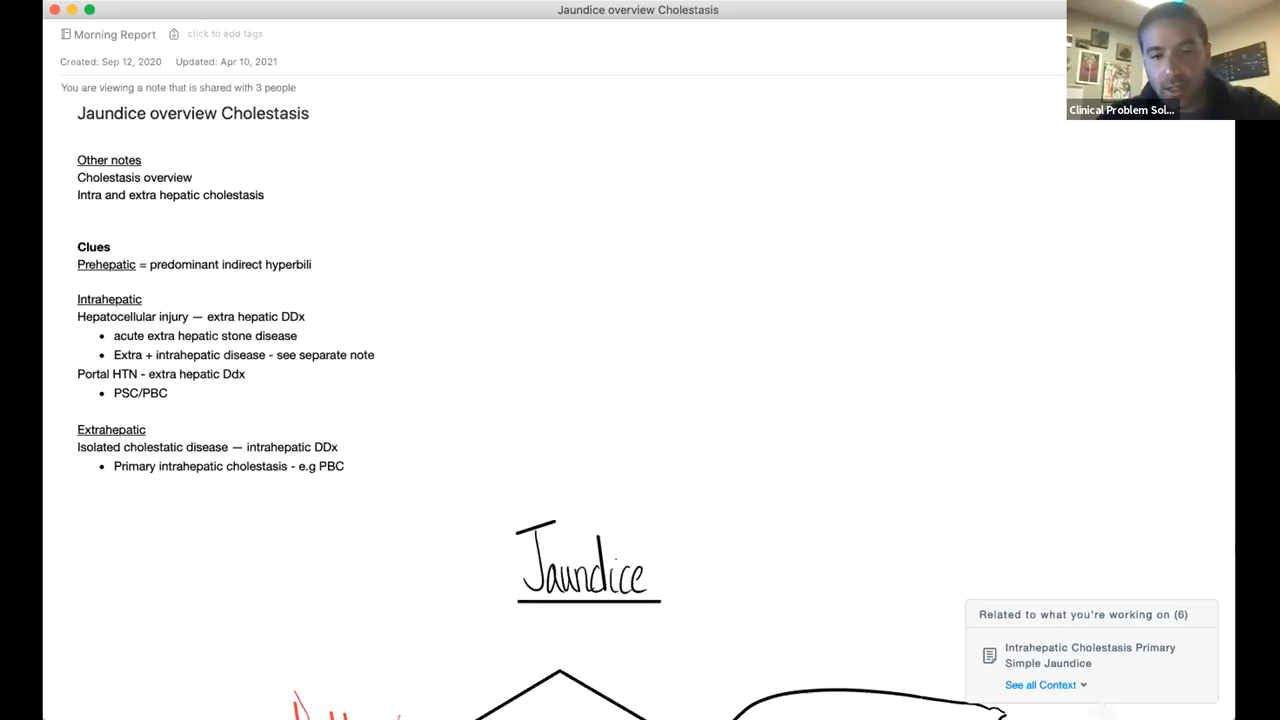 Jaundice overview Cholestasis
Morning Report
click to add tags
Created: Sep 12, 2020 Updated: Apr 10, 2021
You are viewing a note that is shared with 3 people
Jaundice overview Cholestasis
Other notes
Cholestasis overview
Intra and extra hepatic cholestasis
Clues
Prehepatic = predominant indirect hyperbili
Intrahepatic
Hepatocellular injury — extra hepatic DDx
• acute extra hepatic stone disease
• Extra + intrahepatic disease - see separate note
Portal HTN - extra hepatic Ddx
• PSC/PBC
Extrahepatic
Isolated cholestatic disease — intrahepatic DDx
• Primary intrahepatic cholestasis - e.g PBC
Jaundice
Clinical Problem Sol...
Related to what you're working on (6)
Intrahepatic Cholestasis Primary
Simple Jaundice
See all Context